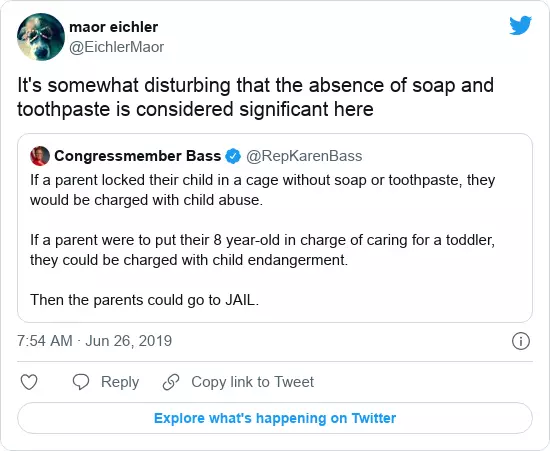 maor eichler
@EichlerMaor
It's somewhat disturbing that the absence of soap and
toothpaste is considered significant here
Congressmember Bass @RepKarenBass
If a parent locked their child in a cage without soap or toothpaste, they
would be charged with child abuse.
If a parent were to put their 8 year-old in charge of caring for a toddler,
they could be charged with child endangerment.
Then the parents could go to JAIL.
7:54 AM · Jun 26, 2019
Reply
Copy link to Tweet
Explore what's happening on Twitter